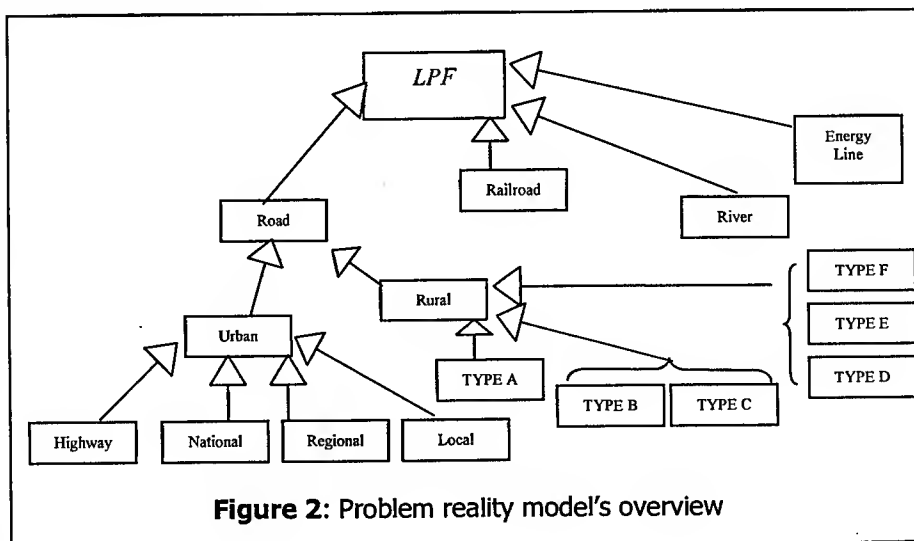 LPF
Energy
Line
Railroad
River
Road
Rural
TYPE F
TYPE E
TYPE D
Urban
TYPE A
TYPE B
TYPE C
Highway
National
Regional
Local
Figure 2: Problem reality model's overview